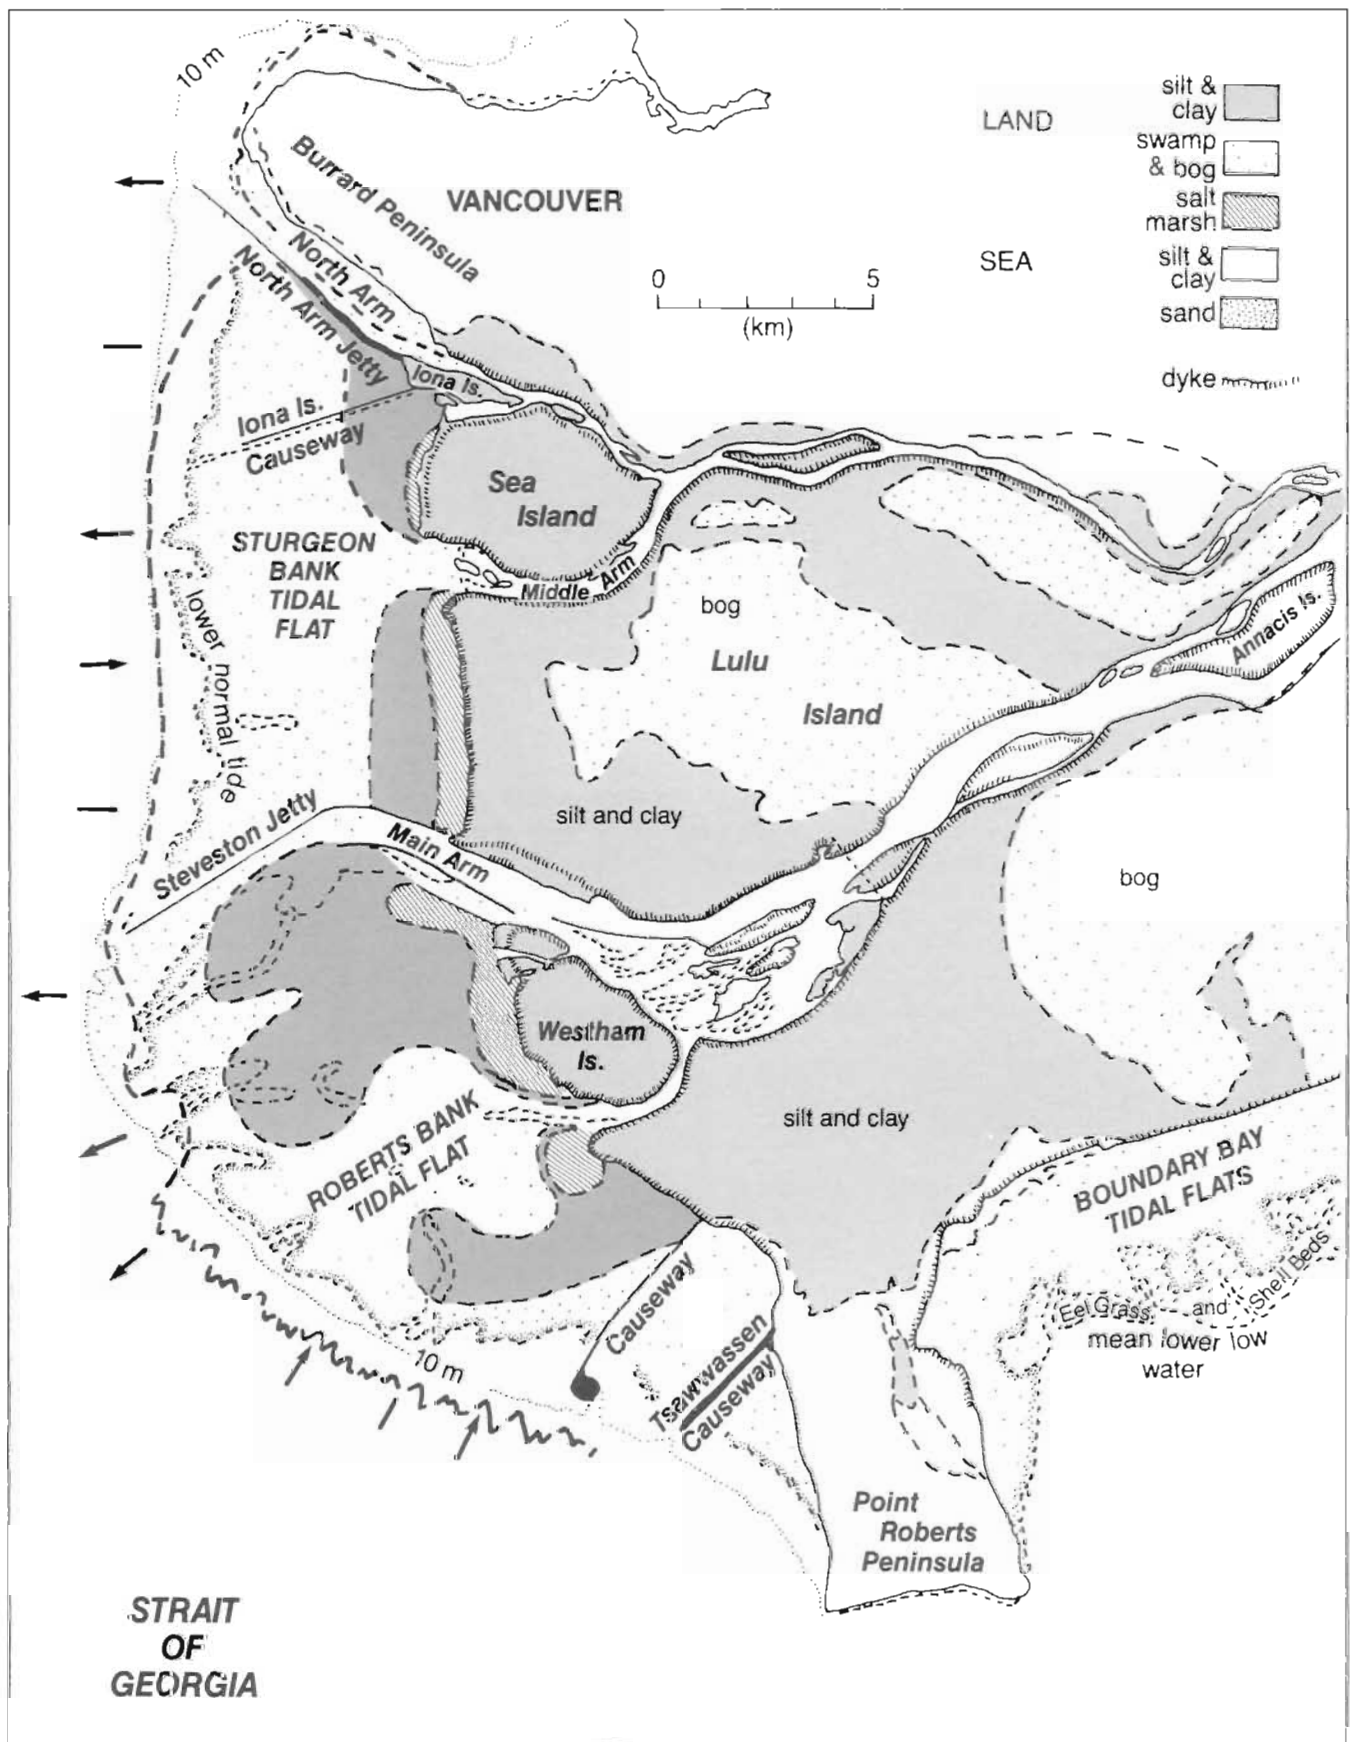 10 m
LAND
silt &
clay
swamp
& bog
salt
marsh
SEA
silt &
clay
sand
dyke
0 5
(km)
Burrard Peninsula
VANCOUVER
North Arm
North Arm Jetty
Iona Is.
Iona Is.
Causeway
Sea
Island
STURGEON
BANK
TIDAL
FLAT
lower normal tide
Middle Arm
bog
Lulu
Island
Annacis Is.
silt and clay
Steveston Jetty
Main Arm
bog
Westham
Is.
silt and clay
ROBERTS BANK
TIDAL FLAT
BOUNDARY BAY
TIDAL FLATS
Eel Grass and Shell Beds
mean lower low
water
Causeway
10 m
Tsawwassen
Causeway
Point
Roberts
Peninsula
STRAIT
OF
GEORGIA